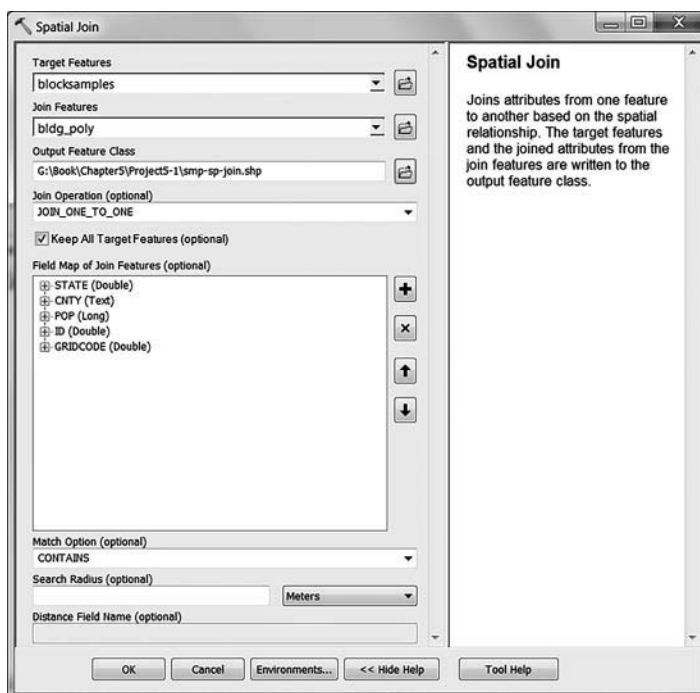 Spatial Join
Target Features
blocksamples
Join Features
bldg_poly
Output Feature Class
G:\Book\Chapter5\Project5-1\smp-sp-join.shp
Join Operation (optional)
JOIN_ONE_TO_ONE
Keep All Target Features (optional)
Field Map of Join Features (optional)
STATE (Double)
CNTY (Text)
POP (Long)
ID (Double)
GRIDCODE (Double)
Match Option (optional)
CONTAINS
Search Radius (optional)
Meters
Distance Field Name (optional)
OK
Cancel
Environments...
<< Hide Help
Tool Help
Spatial Join
Joins attributes from one feature
to another based on the spatial
relationship. The target features
and the joined attributes from the
join features are written to the
output feature class.